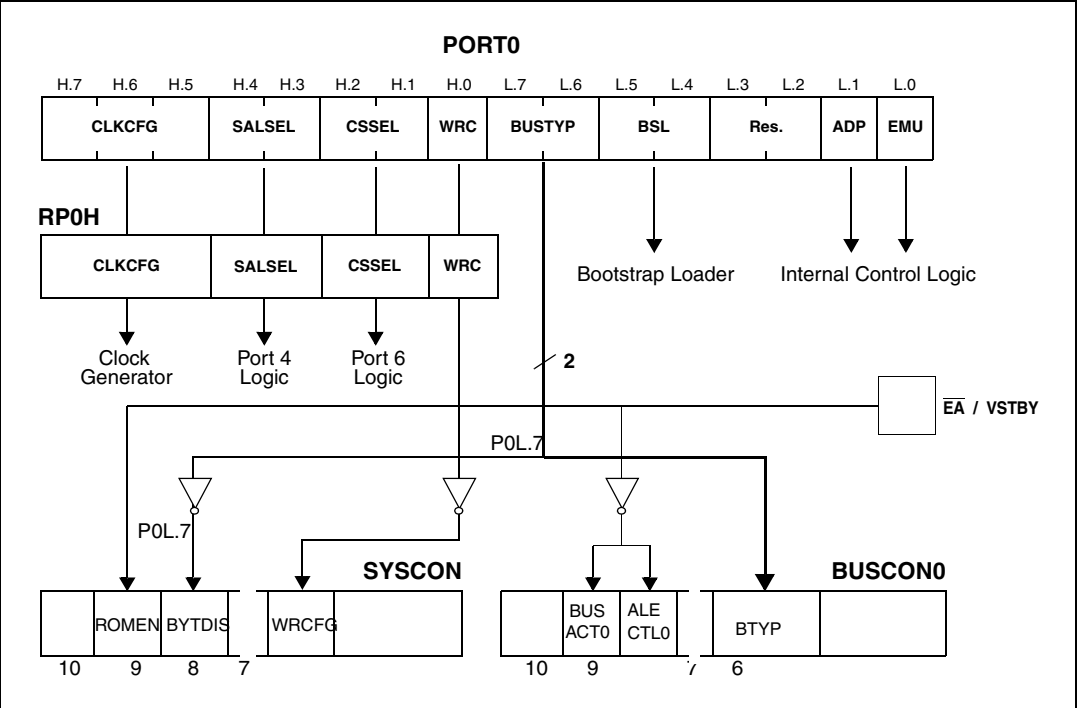 PORT0
H.7 H.6 H.5 H.4 H.3 H.2 H.1 H.0 L.7 L.6 L.5 L.4 L.3 L.2 L.1 L.0
CLKCFG SALSEL CSSEL WRC BUSTYP BSL Res. ADP EMU
RP0H
CLKCFG SALSEL CSSEL WRC
Bootstrap Loader Internal Control Logic
Clock Generator
Port 4 Logic
Port 6 Logic
2
EA / VSTBY
P0L.7
P0L.7
SYSCON BUSCON0
ROMEN BYTDIS WRCFG
BUS ACT0
ALE CTL0
BTYP
10 9 8 7 10 9 7 6